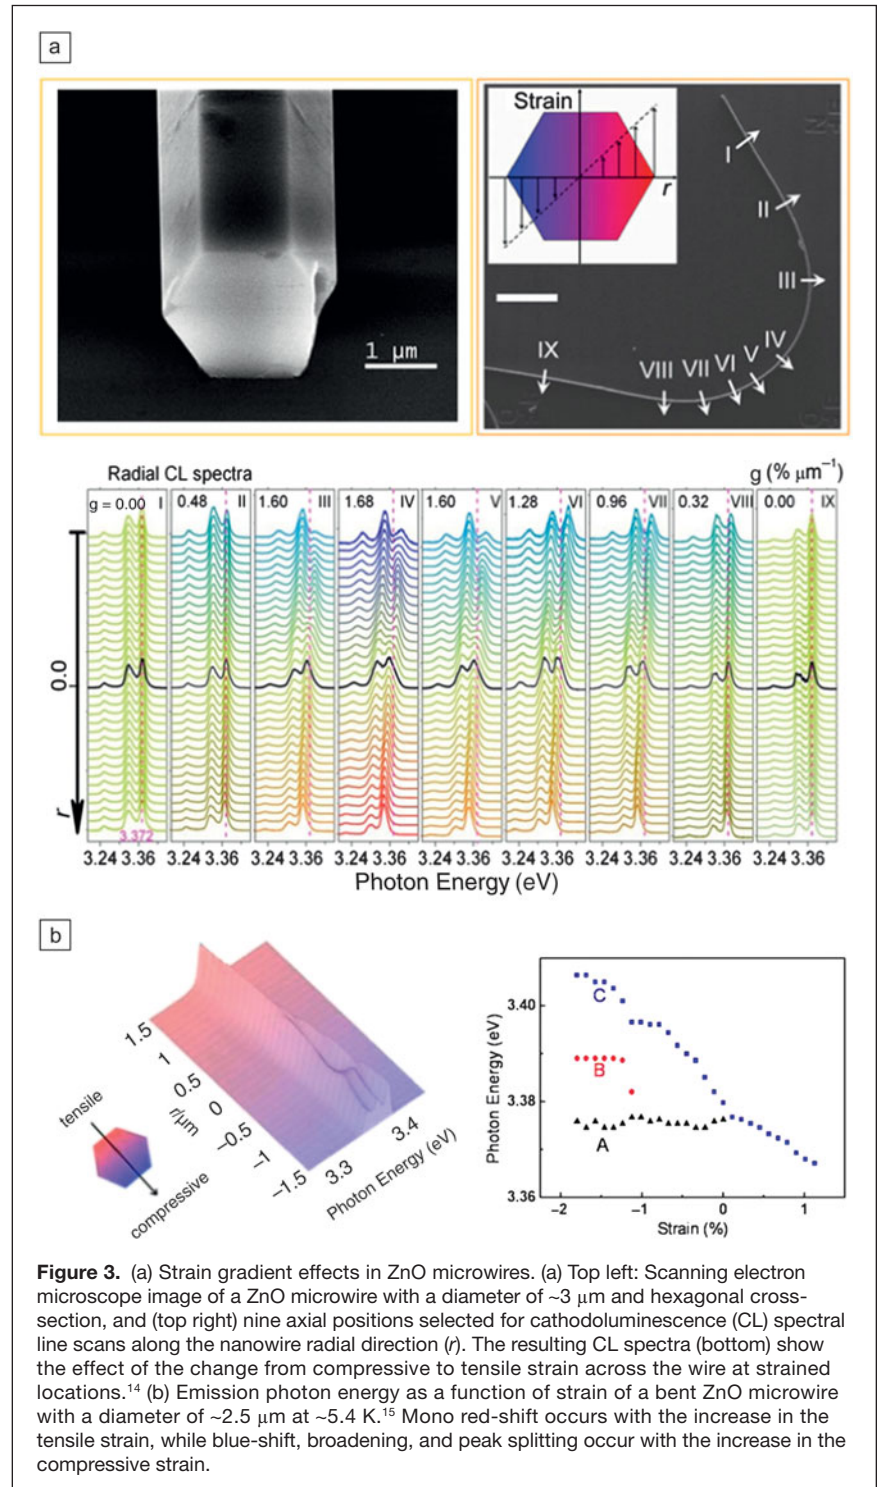 a
1 µm
Strain
r
I
II
III
IV
V
VI
VII
VIII
IX
Radial CL spectra
g (% µm⁻¹)
g = 0.00 I
0.48 II
1.60 III
1.68 IV
1.60 V
1.28 VI
0.96 VII
0.32 VIII
0.00 IX
0.0
r
3.372
3.24 3.36 3.24 3.36 3.24 3.36 3.24 3.36 3.24 3.36 3.24 3.36 3.24 3.36 3.24 3.36 3.24 3.36
Photon Energy (eV)
b
1.5
1
0.5
0
−0.5
−1
−1.5
r/µm
3.3
3.4
Photon Energy (eV)
tensile
compressive
Photon Energy (eV)
3.40
3.38
3.36
C
B
A
−2 −1 0 1
Strain (%)
Figure 3. (a) Strain gradient effects in ZnO microwires. (a) Top left: Scanning electron
microscope image of a ZnO microwire with a diameter of ~3 µm and hexagonal cross-
section, and (top right) nine axial positions selected for cathodoluminescence (CL) spectral
line scans along the nanowire radial direction (r). The resulting CL spectra (bottom) show
the effect of the change from compressive to tensile strain across the wire at strained
locations.¹⁴ (b) Emission photon energy as a function of strain of a bent ZnO microwire
with a diameter of ~2.5 µm at ~5.4 K.¹⁵ Mono red-shift occurs with the increase in the
tensile strain, while blue-shift, broadening, and peak splitting occur with the increase in the
compressive strain.